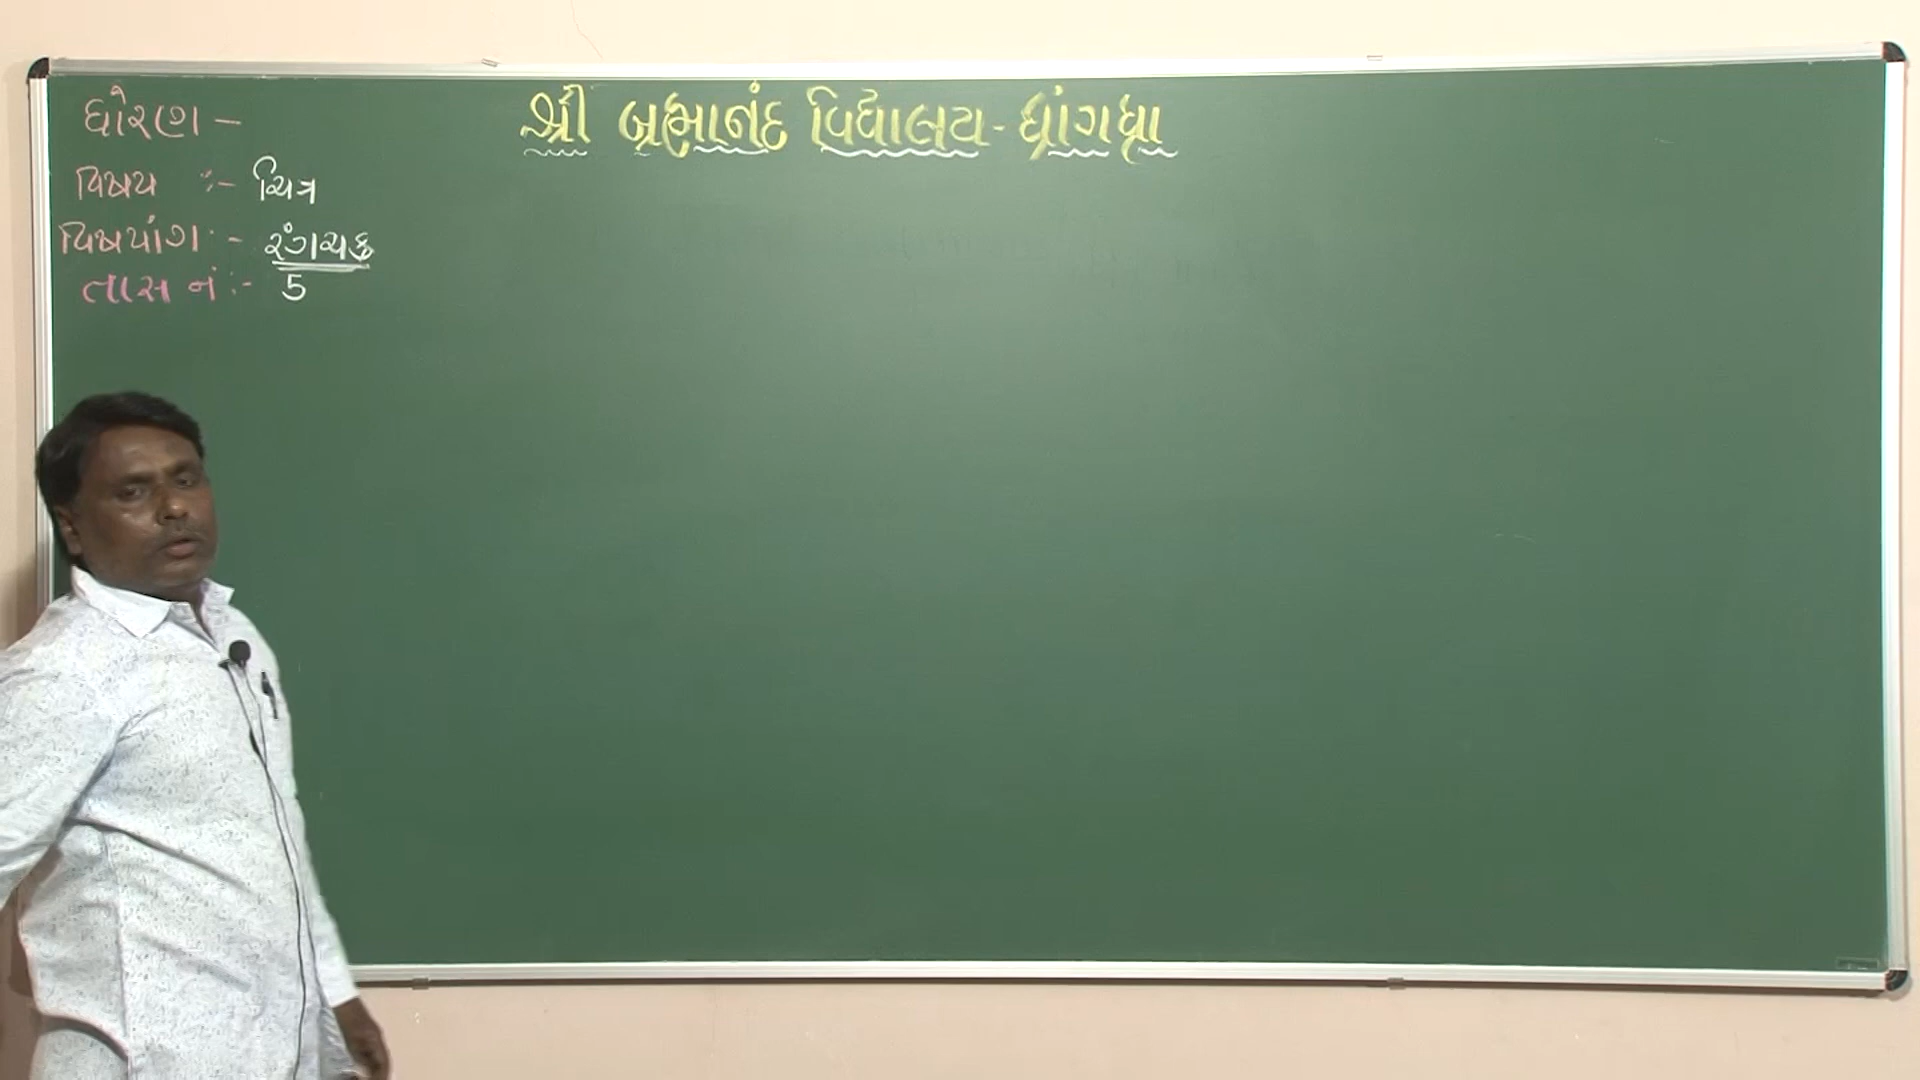 શ્રી બ્રહ્માનંદ વિદ્યાલય - ધ્રાંગધ્રા
ધોરણ -
વિષય :- ચિત્ર
વિષયાંગ :- રંગચક્ર
તાસ નં :- 5